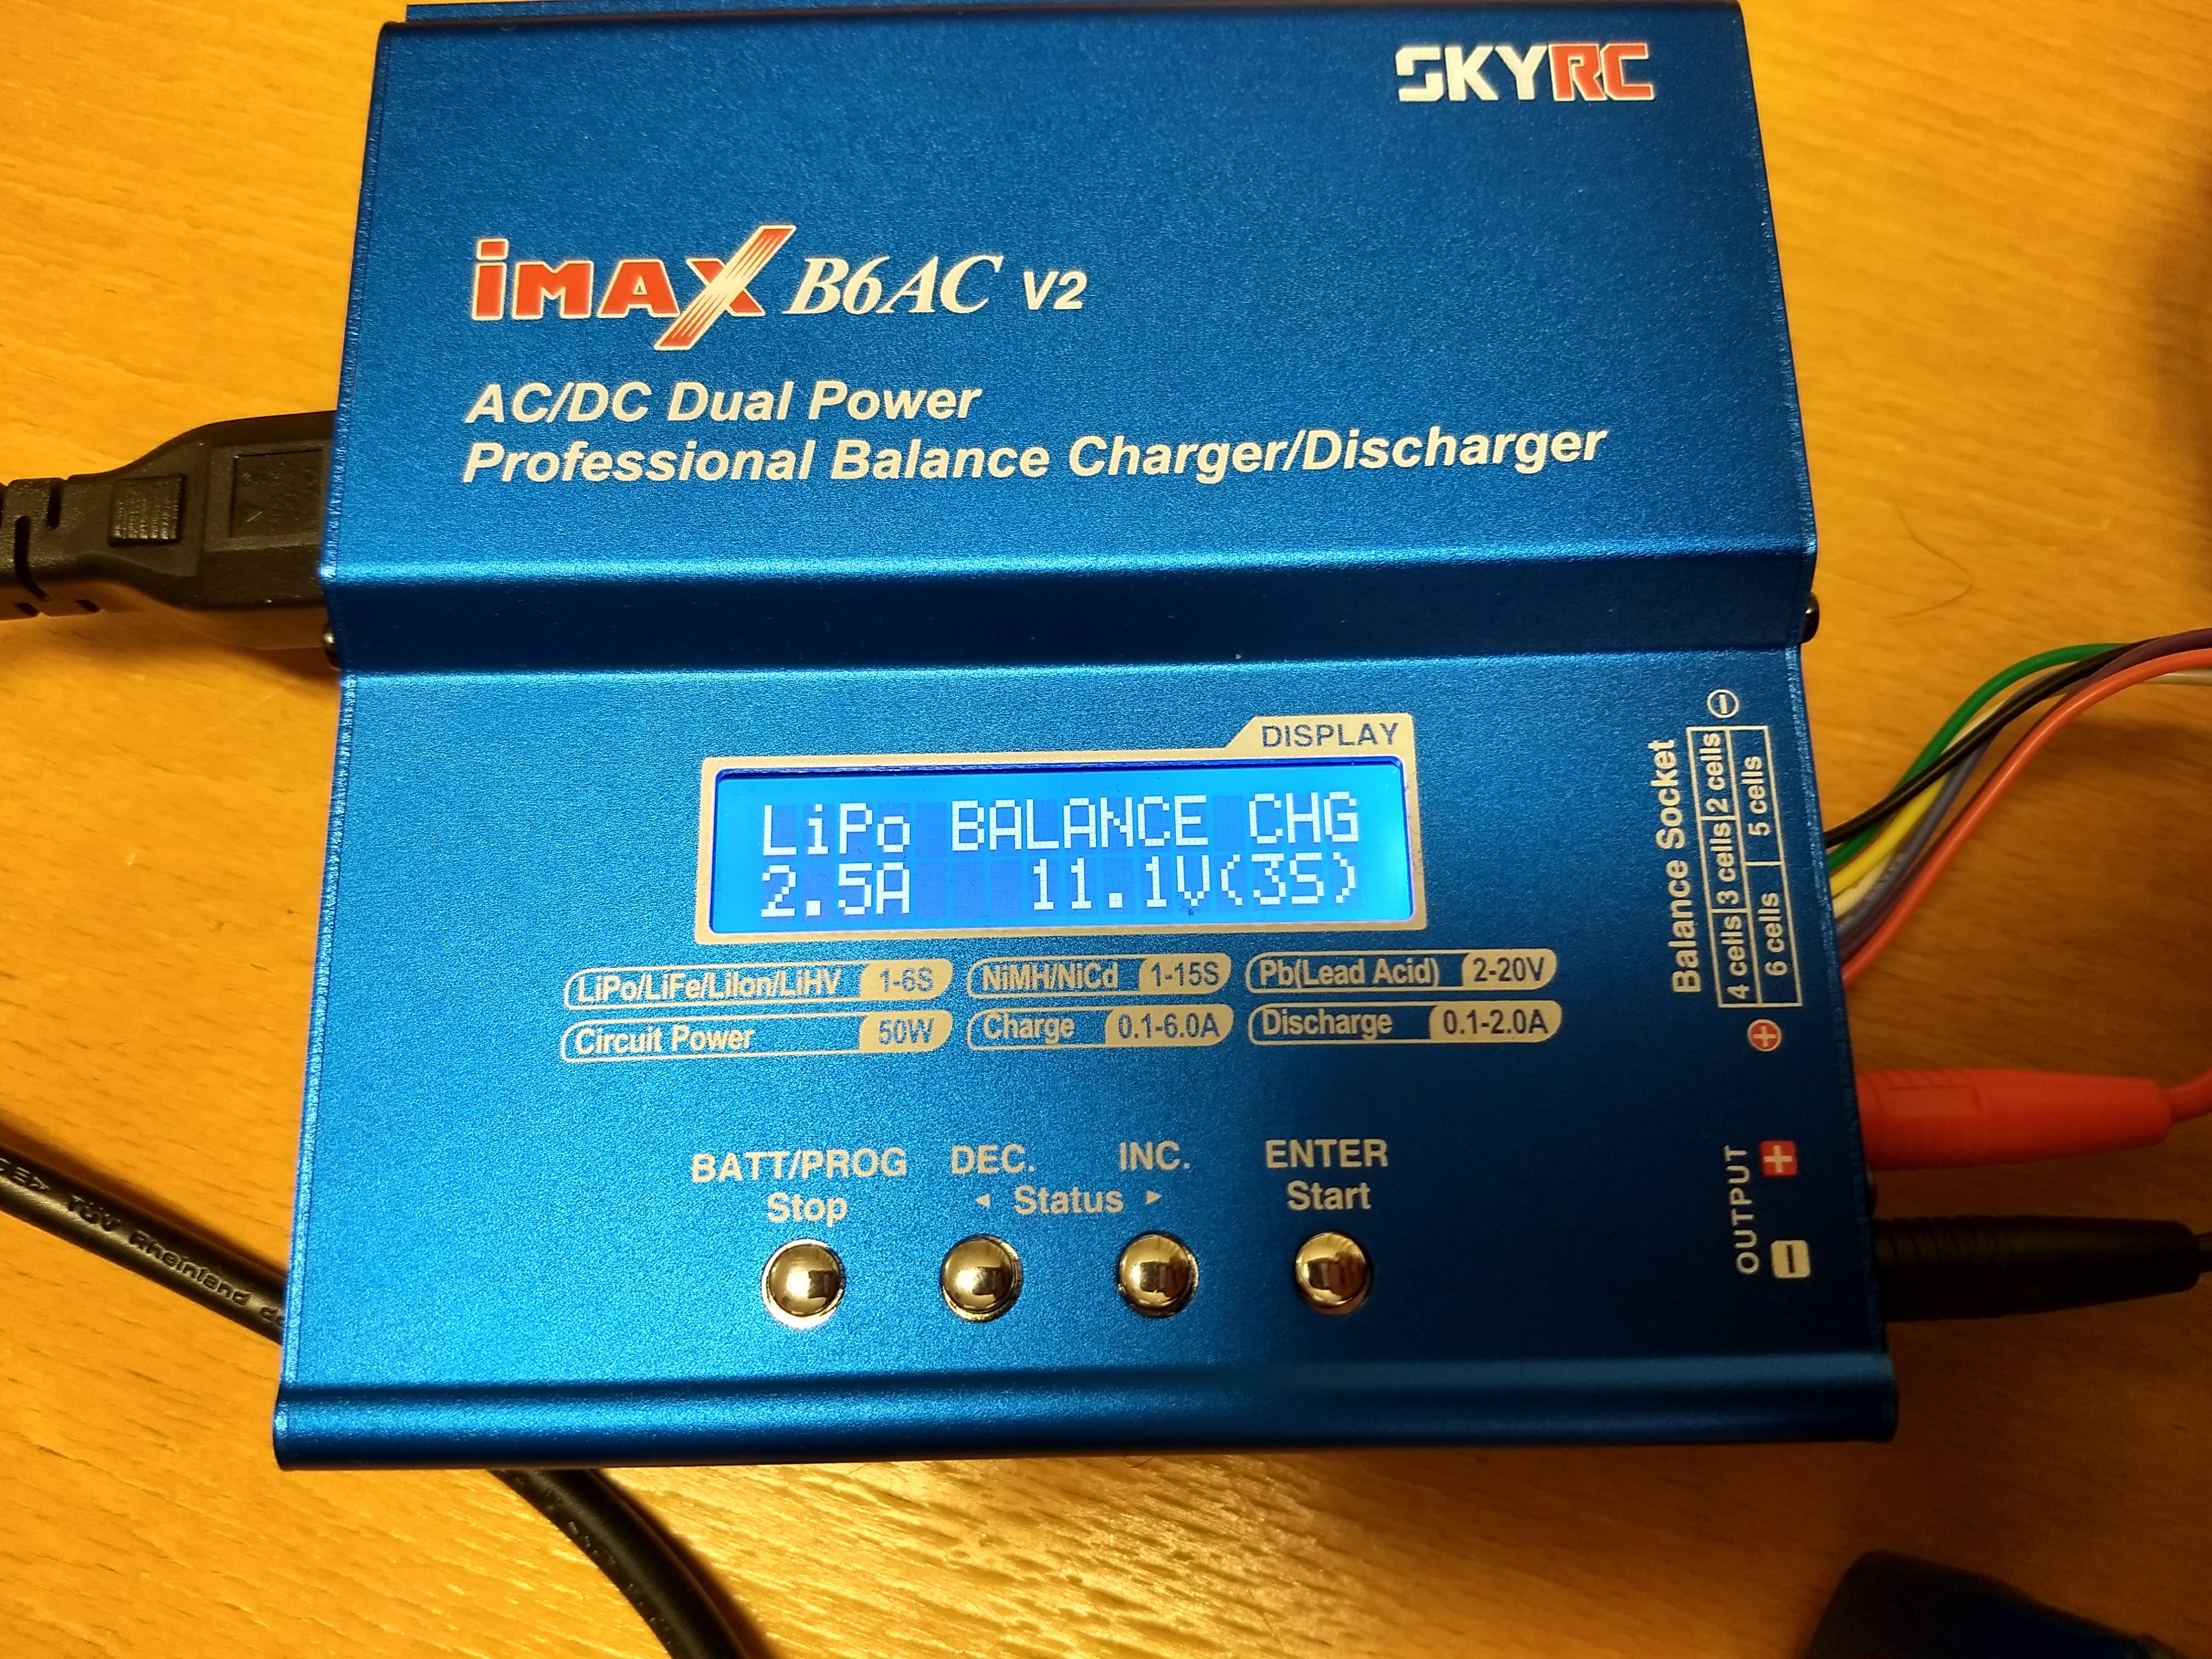 SKYRC
iMAX B6AC V2
AC/DC Dual Power
Professional Balance Charger/Discharger
DISPLAY
LiPo BALANCE CHG
2.5A 11.1V(3S)
LiPo/LiFe/LiIon/LiHV 1-6S
NiMH/NiCd 1-15S
Pb(Lead Acid) 2-20V
Circuit Power 50W
Charge 0.1-6.0A
Discharge 0.1-2.0A
BATT/PROG
Stop
DEC. INC.
◄ Status ►
ENTER
Start
Balance Socket
4 cells 3 cells 2 cells
6 cells 5 cells
OUTPUT
TÜV Rheinland